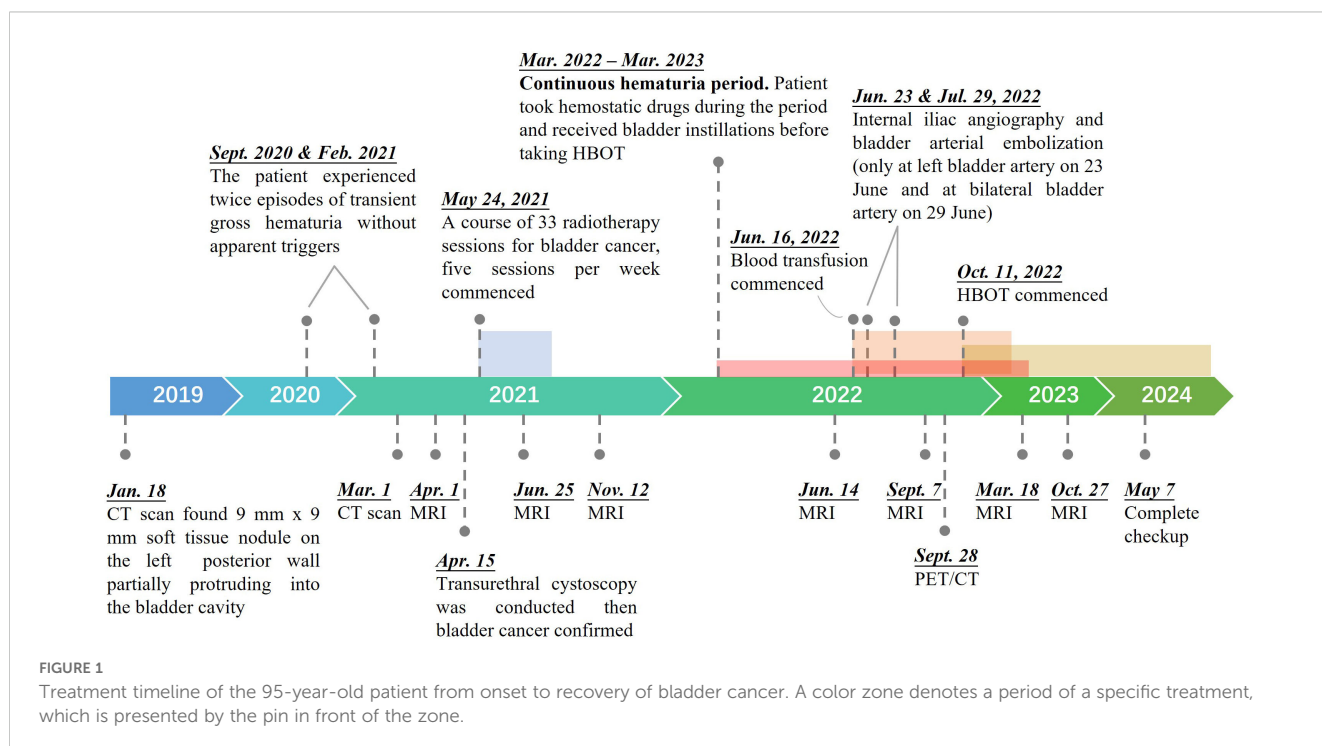 Mar. 2022 – Mar. 2023
Continuous hematuria period. Patient
took hemostatic drugs during the period
and received bladder instillations before
taking HBOT
Jun. 23 & Jul. 29, 2022
Internal iliac angiography and
bladder arterial embolization
(only at left bladder artery on 23
June and at bilateral bladder
artery on 29 June)
Sept. 2020 & Feb. 2021
The patient experienced
twice episodes of transient
gross hematuria without
apparent triggers
May 24, 2021
A course of 33 radiotherapy
sessions for bladder cancer,
five sessions per week
commenced
Jun. 16, 2022
Blood transfusion
commenced
Oct. 11, 2022
HBOT commenced
2019
2020
2021
2022
2023
2024
Jan. 18
CT scan found 9 mm x 9
mm soft tissue nodule on
the left posterior wall
partially protruding into
the bladder cavity
Mar. 1
CT scan
Apr. 1
MRI
Apr. 15
Transurethral cystoscopy
was conducted then
bladder cancer confirmed
Jun. 25
MRI
Nov. 12
MRI
Jun. 14
MRI
Sept. 7
MRI
Sept. 28
PET/CT
Mar. 18
MRI
Oct. 27
MRI
May 7
Complete
checkup
FIGURE 1
Treatment timeline of the 95-year-old patient from onset to recovery of bladder cancer. A color zone denotes a period of a specific treatment,
which is presented by the pin in front of the zone.